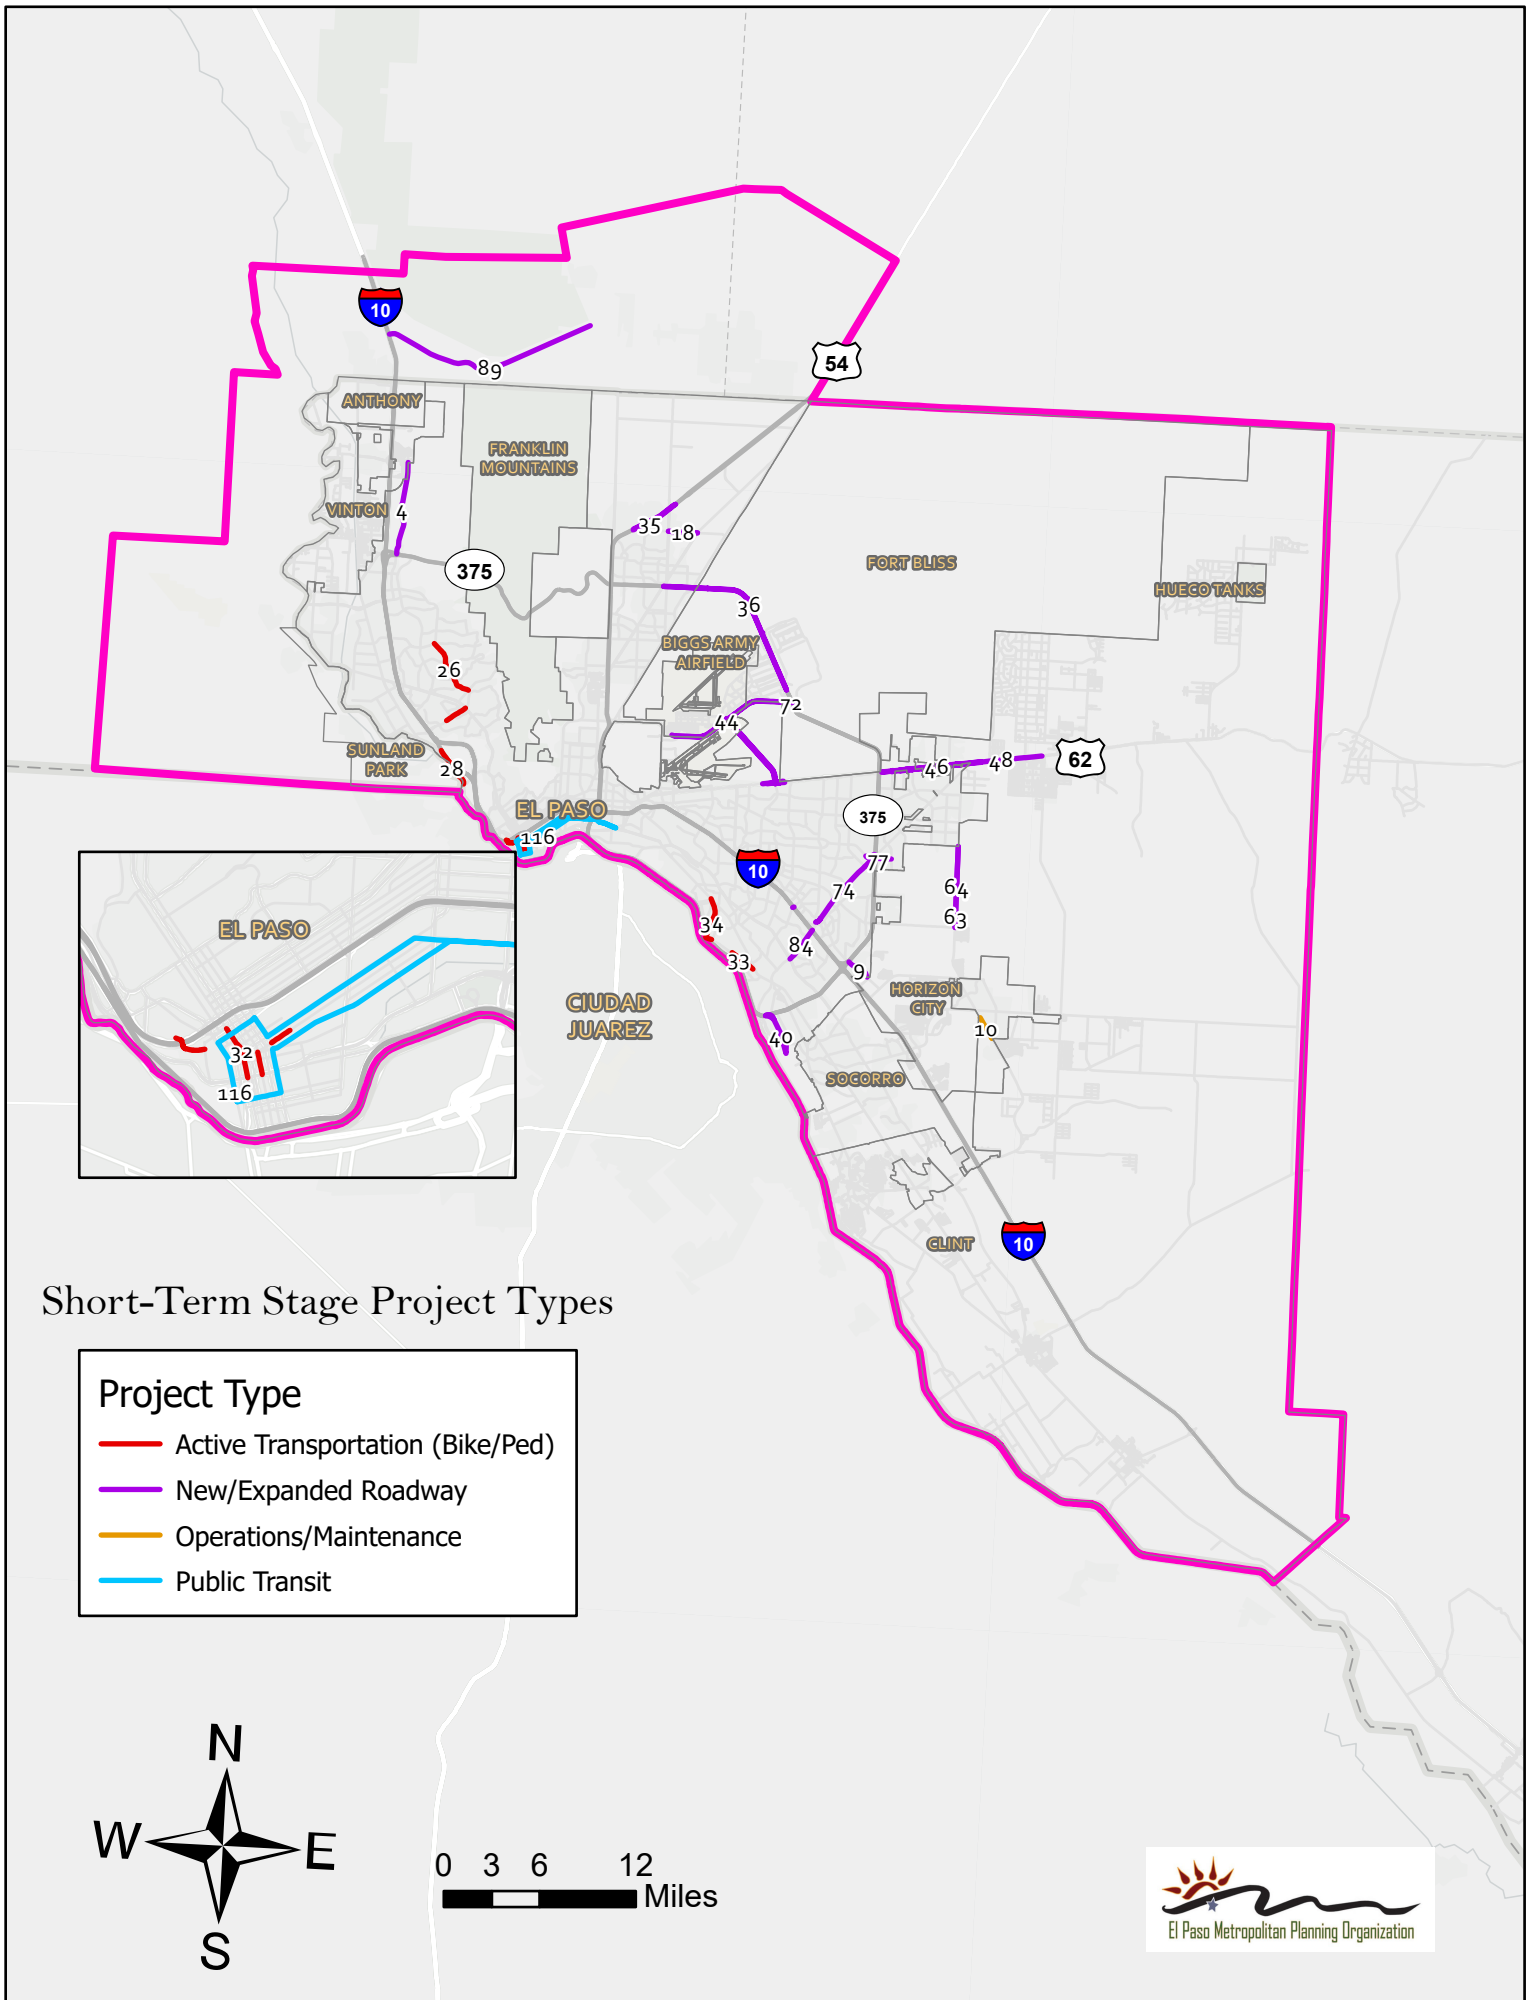 10
54
89
ANTHONY
FRANKLIN
MOUNTAINS
VINTON
4
35
18
375
FORT BLISS
HUECO TANKS
36
BIGGS ARMY
AIRFIELD
26
72
44
SUNLAND
PARK
28
46
48
62
EL PASO
116
375
10
77
74
64
63
34
84
33
9
EL PASO
32
116
CIUDAD
JUAREZ
HORIZON
CITY
10
40
SOCORRO
CLINT
10
Short-Term Stage Project Types
Project Type
Active Transportation (Bike/Ped)
New/Expanded Roadway
Operations/Maintenance
Public Transit
N
W
E
S
0 3 6 12
Miles
El Paso Metropolitan Planning Organization